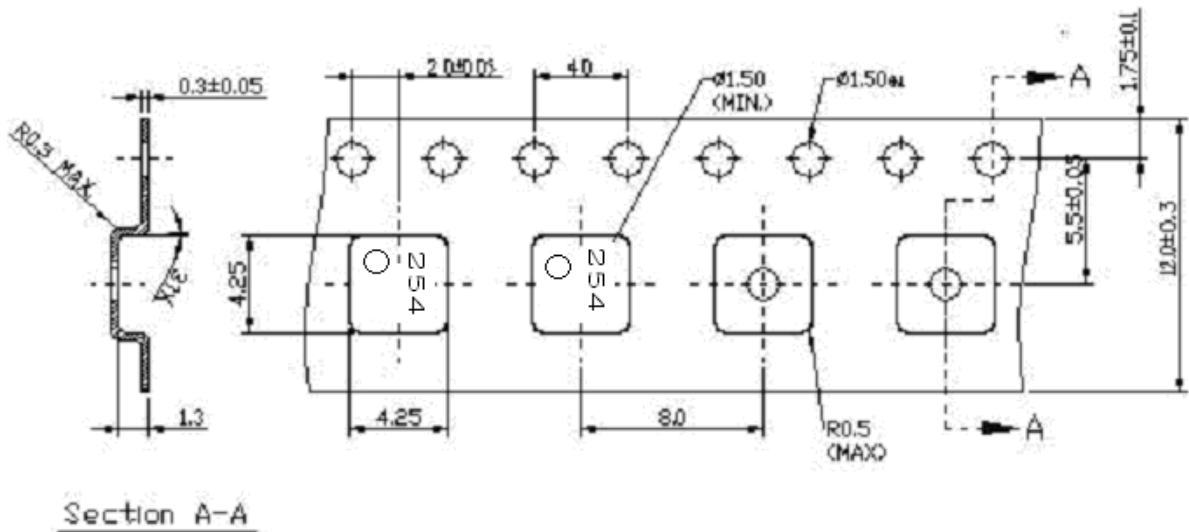 0.3±0.05
2.0±0.05
4.0
Ø1.50
(MIN.)
Ø1.50
A
1.75±0.1
R0.3 MAX.
5.5±0.05
12.0±0.3
4.25
254
254
1.3
4.25
8.0
R0.5
(MAX)
A
Section A-A